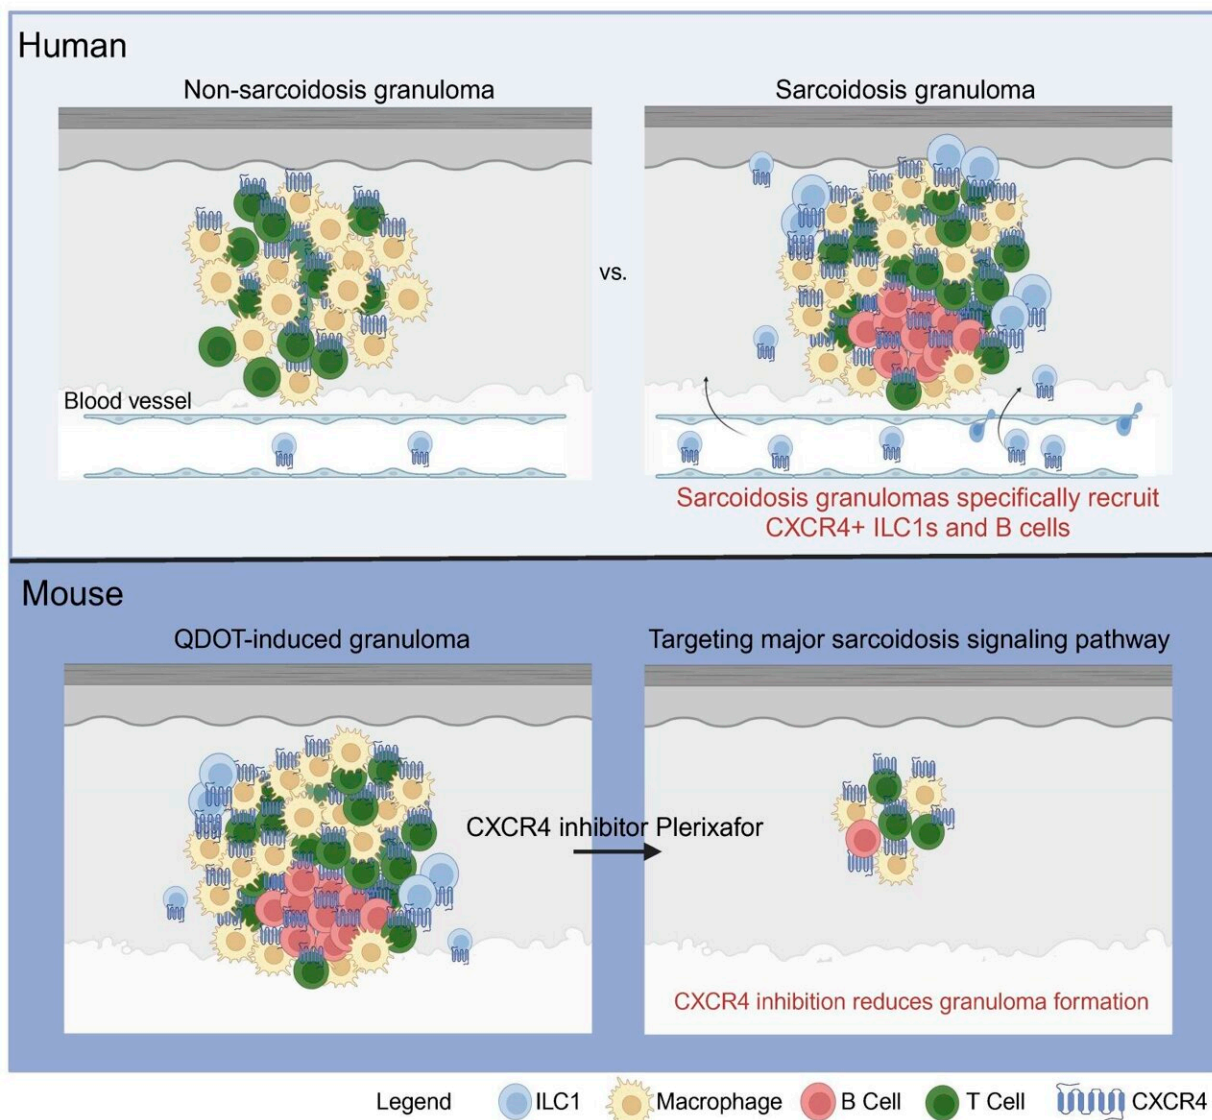 Human
Non-sarcoidosis granuloma
Sarcoidosis granuloma
vs.
Blood vessel
Sarcoidosis granulomas specifically recruit
CXCR4+ ILC1s and B cells
Mouse
QDOT-induced granuloma
Targeting major sarcoidosis signaling pathway
CXCR4 inhibitor Plerixafor
CXCR4 inhibition reduces granuloma formation
Legend ILC1 Macrophage B Cell T Cell CXCR4